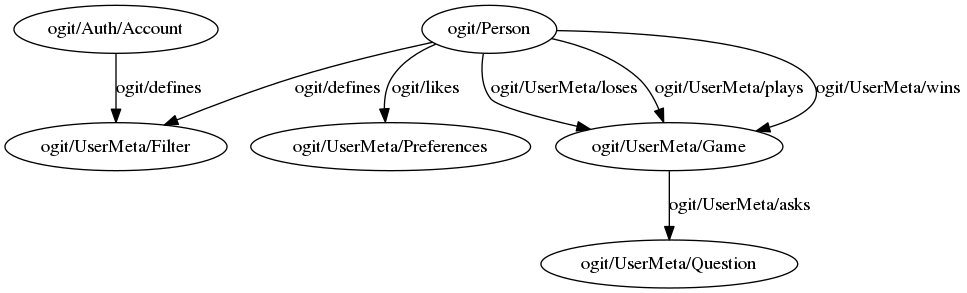 ogit/Auth/Account
ogit/Person
ogit/defines
ogit/defines
ogit/likes
ogit/UserMeta/loses
ogit/UserMeta/plays
ogit/UserMeta/wins
ogit/UserMeta/Filter
ogit/UserMeta/Preferences
ogit/UserMeta/Game
ogit/UserMeta/asks
ogit/UserMeta/Question